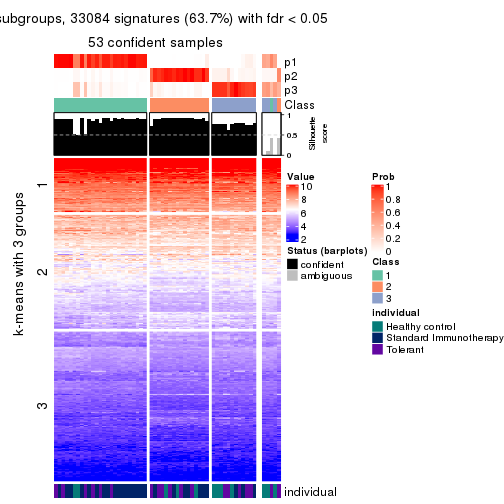 subgroups, 33084 signatures (63.7%) with fdr < 0.05
53 confident samples
p1
p2
p3
Class
1
0.5
0
Silhouette
score
k-means with 3 groups
1
2
3
individual
Value
10
8
6
4
2
Status (barplots)
confident
ambiguous
Prob
1
0.8
0.6
0.4
0.2
0
Class
1
2
3
individual
Healthy control
Standard Immunotherapy
Tolerant